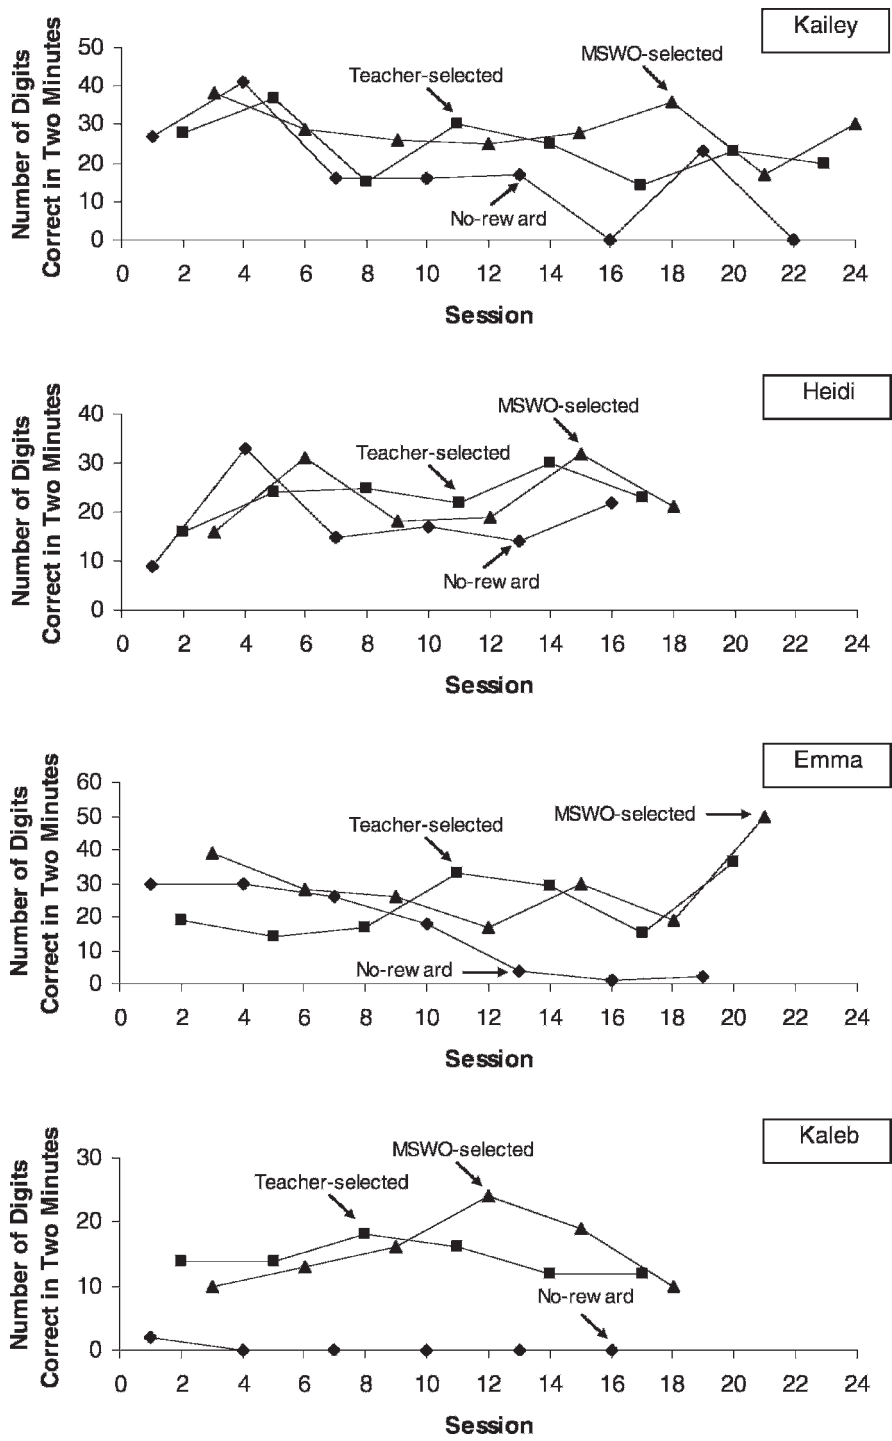 Kailey
Number of Digits
Correct in Two Minutes
50
40
30
20
10
0
Teacher-selected
MSWO-selected
No-rew ard
0 2 4 6 8 10 12 14 16 18 20 22 24
Session
Heidi
Number of Digits
Correct in Two Minutes
40
30
20
10
0
MSWO-selected
Teacher-selected
No-rew ard
0 2 4 6 8 10 12 14 16 18 20 22 24
Session
Emma
Number of Digits
Correct in Two Minutes
60
50
40
30
20
10
0
MSWO-selected
Teacher-selected
No-rew ard
0 2 4 6 8 10 12 14 16 18 20 22 24
Session
Kaleb
Number of Digits
Correct in Two Minutes
30
20
10
0
MSWO-selected
Teacher-selected
No-rew ard
0 2 4 6 8 10 12 14 16 18 20 22 24
Session